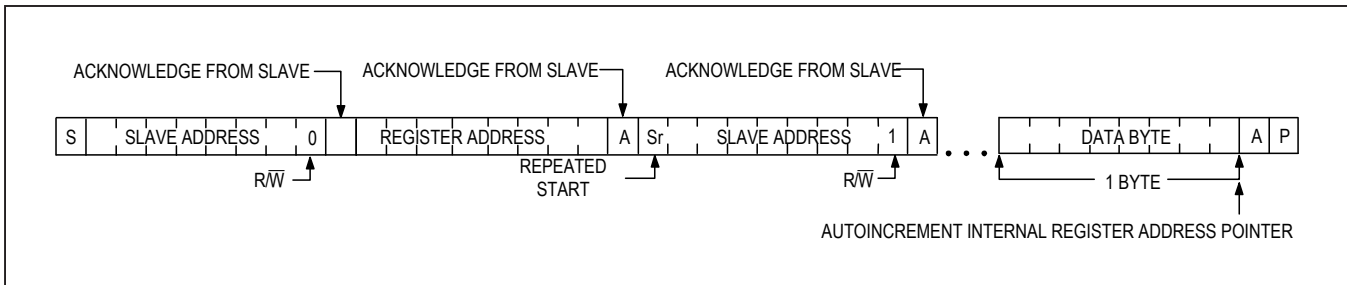 ACKNOWLEDGE FROM SLAVE ACKNOWLEDGE FROM SLAVE ACKNOWLEDGE FROM SLAVE
S SLAVE ADDRESS 0 REGISTER ADDRESS A Sr SLAVE ADDRESS 1 A ... DATA BYTE A P
R/W̅ REPEATED START R/W̅ 1 BYTE
AUTOINCREMENT INTERNAL REGISTER ADDRESS POINTER